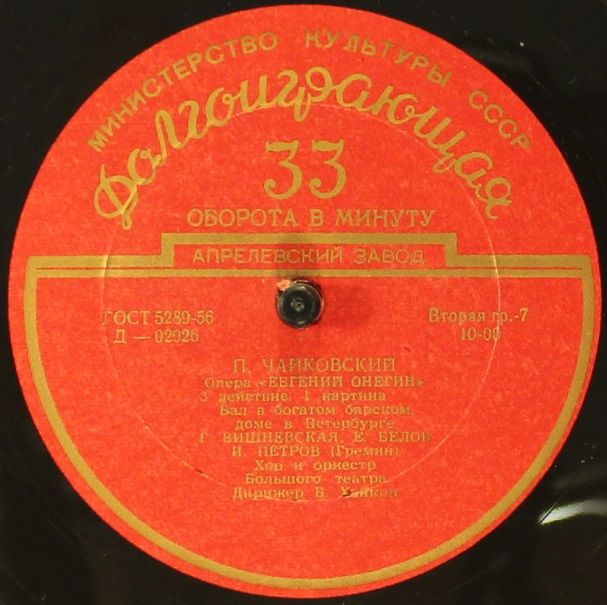 МИНИСТЕРСТВО КУЛЬТУРЫ СССР
Долгоиграющая
33
ОБОРОТА В МИНУТУ
АПРЕЛЕВСКИЙ ЗАВОД
ГОСТ 5289-56
Д — 02026
Вторая гр.-7
10-00
П. ЧАЙКОВСКИЙ
Опера «ЕВГЕНИЙ ОНЕГИН»
3 действие, 1 картина
Бал в богатом барском
доме в Петербурге
Г. ВИШНЕВСКАЯ, Е. БЕЛОВ
И. ПЕТРОВ (Гремин)
Хор и оркестр
Большого театра
Дирижер Б. Хайкин